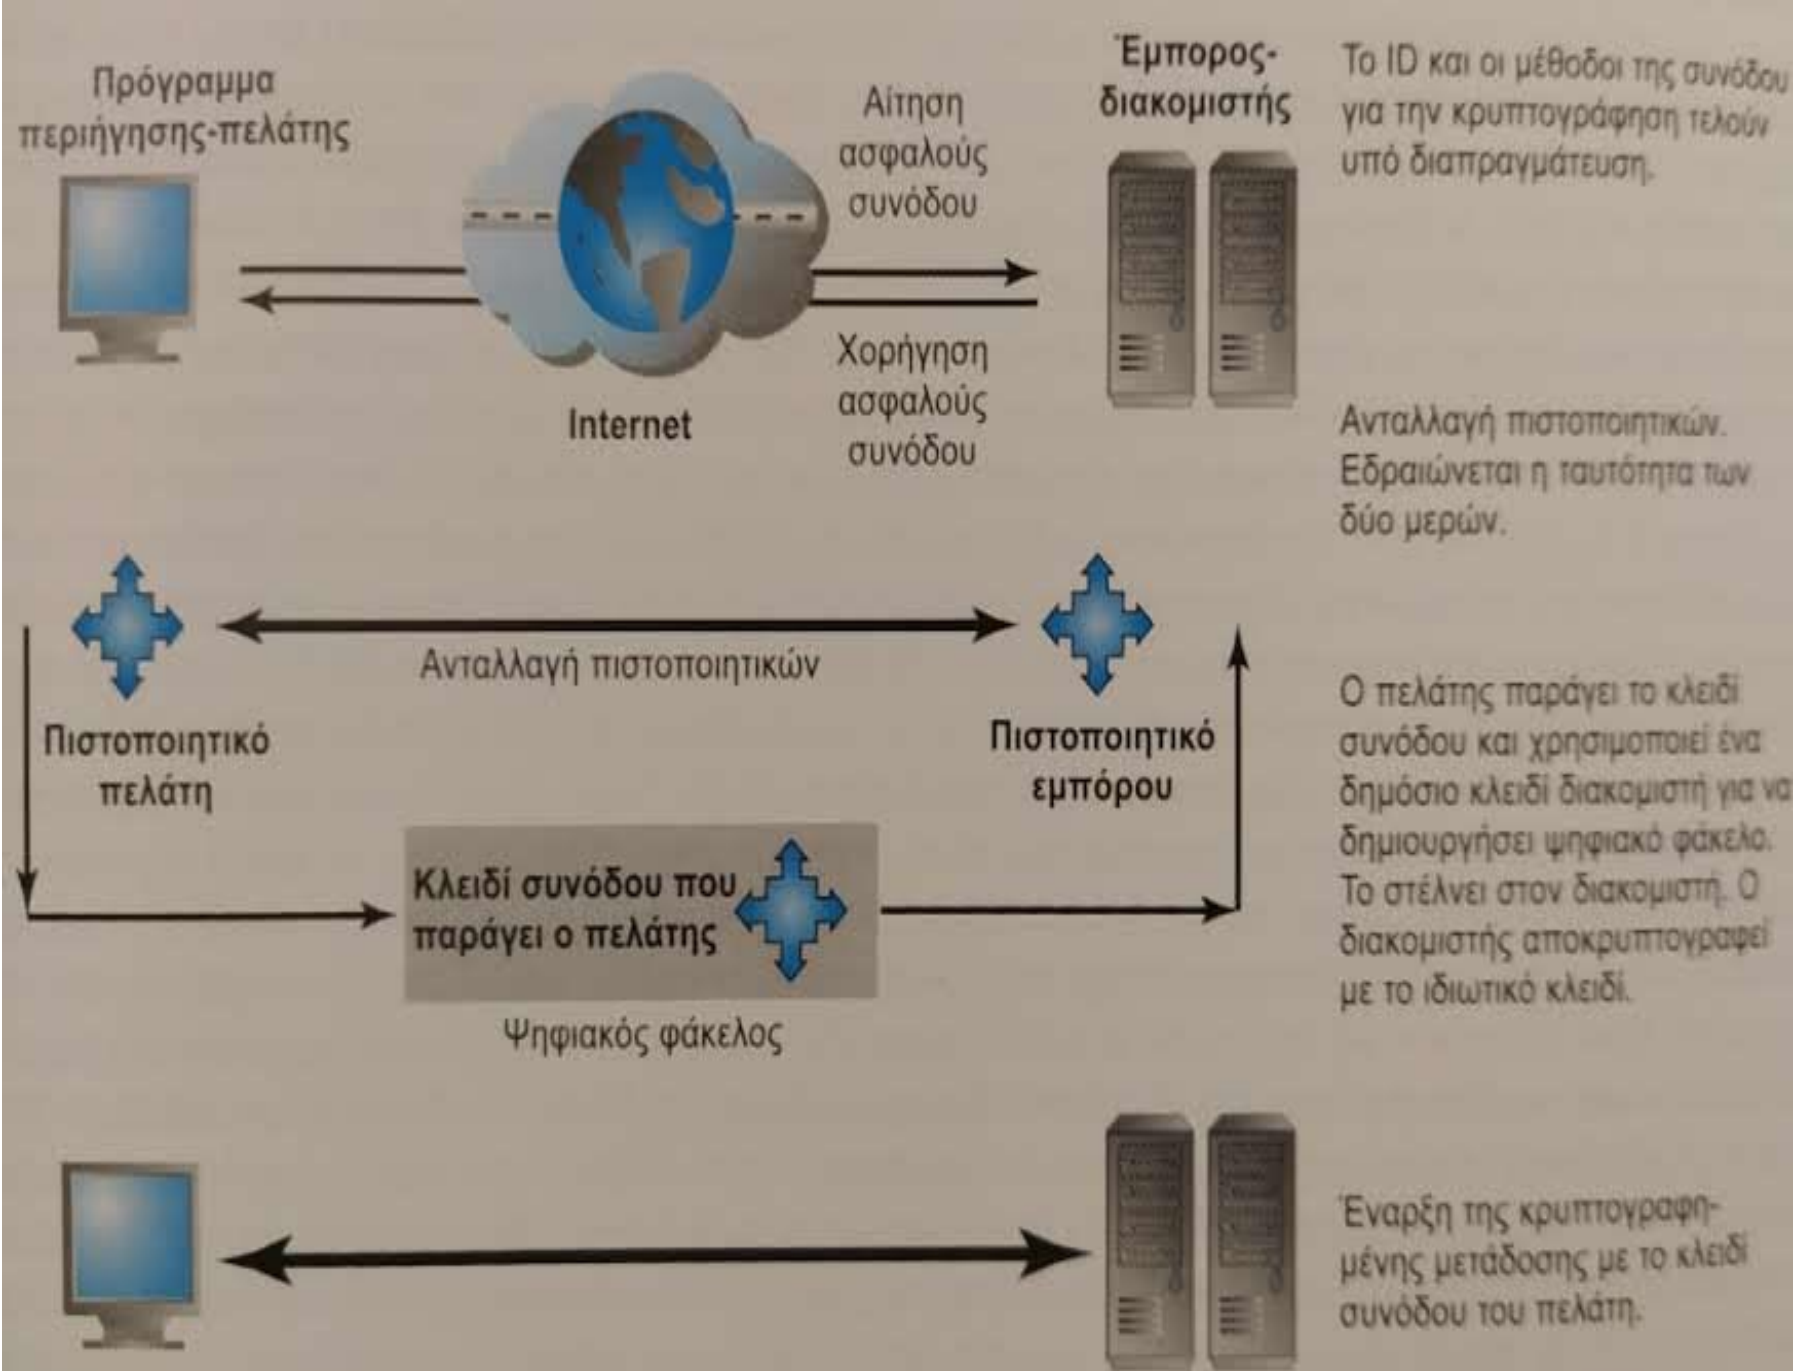 Πρόγραμμα
περιήγησης-πελάτης
Αίτηση
ασφαλούς
συνόδου
Έμπορος-
διακομιστής
Το ID και οι μέθοδοι της συνόδου
για την κρυπτογράφηση τελούν
υπό διαπραγμάτευση.
Internet
Χορήγηση
ασφαλούς
συνόδου
Ανταλλαγή πιστοποιητικών.
Εδραιώνεται η ταυτότητα των
δύο μερών.
Ανταλλαγή πιστοποιητικών
Πιστοποιητικό
πελάτη
Πιστοποιητικό
εμπόρου
Ο πελάτης παράγει το κλειδί
συνόδου και χρησιμοποιεί ένα
δημόσιο κλειδί διακομιστή για να
δημιουργήσει ψηφιακό φάκελο.
Το στέλνει στον διακομιστή. Ο
διακομιστής αποκρυπτογραφεί
με το ιδιωτικό κλειδί.
Κλειδί συνόδου που
παράγει ο πελάτης
Ψηφιακός φάκελος
Έναρξη της κρυπτογραφη-
μένης μετάδοσης με το κλειδί
συνόδου του πελάτη.